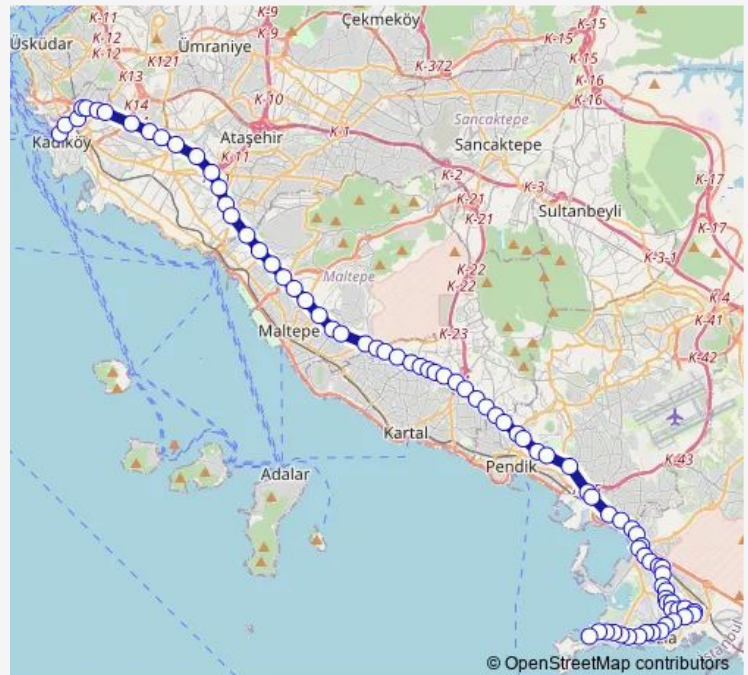 K-11
K-9
Çekmeköy
K-15
Üsküdar
K-12
K-9
K-15
K-12
K121
Ümraniye
K-372
K-15
K13
K-16
K14
K-10
K-16
Sancaktepe
Kadıköy
Ataşehir
K-1
Sancaktepe
K-11
K-2
K-17
K-3
K-21
Sultanbeyli
K-21
K-17
K-3-1
K-22
Maltepe
K-22
K-4
K-41
Maltepe
K-23
K-42
Kartal
K-43
Pendik
Adalar
İstanbul
© OpenStreetMap contributors